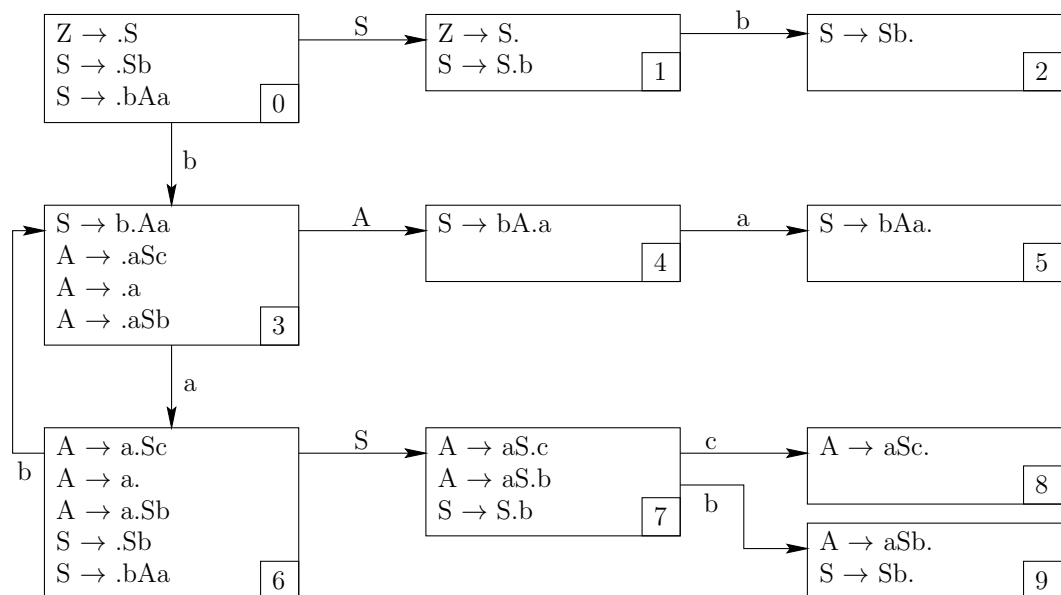 Z → .S
S → .Sb
S → .bAa
0
S
Z → S.
S → S.b
1
b
S → Sb.
2
b
S → b.Aa
A → .aSc
A → .a
A → .aSb
3
A
S → bA.a
4
a
S → bAa.
5
a
b
A → a.Sc
A → a.
A → a.Sb
S → .Sb
S → .bAa
6
S
A → aS.c
A → aS.b
S → S.b
7
c
A → aSc.
8
b
A → aSb.
S → Sb.
9